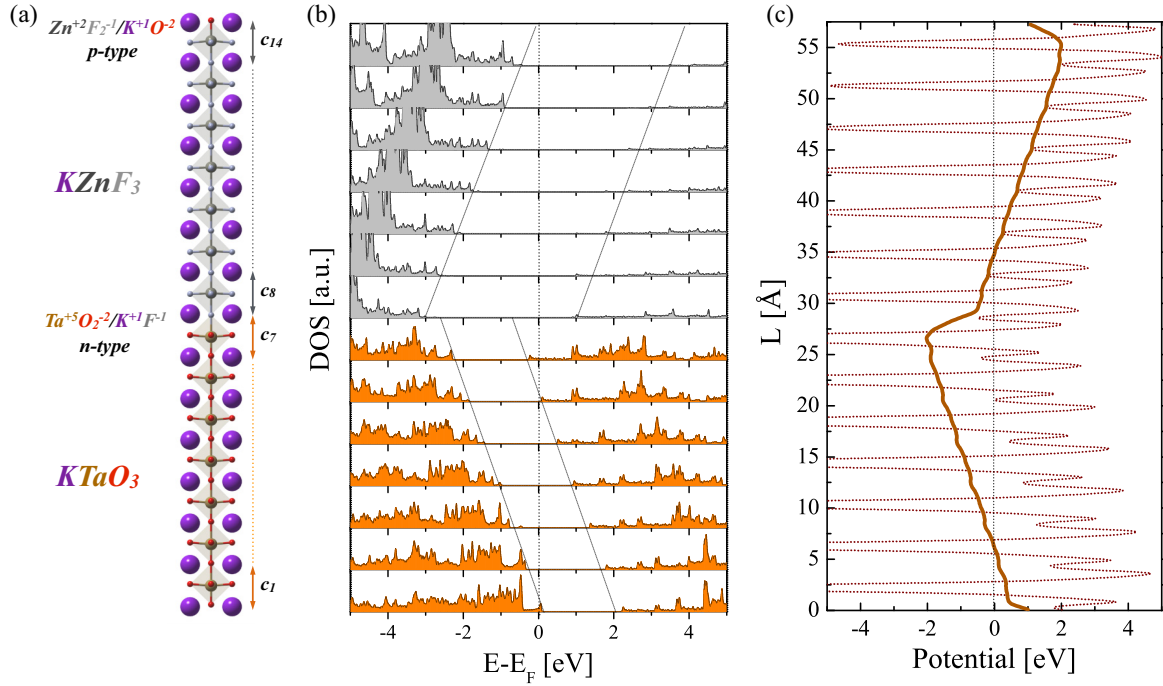 (a)
Zn+2F2-1/K+1O-2
p-type
c14
KZnF3
c8
Ta+5O2-2/K+1F-1
n-type
c7
KTaO3
c1
(b)
DOS [a.u.]
-4 -2 0 2 4
E-EF [eV]
(c)
L [Å]
55
50
45
40
35
30
25
20
15
10
5
0
-4 -2 0 2 4
Potential [eV]